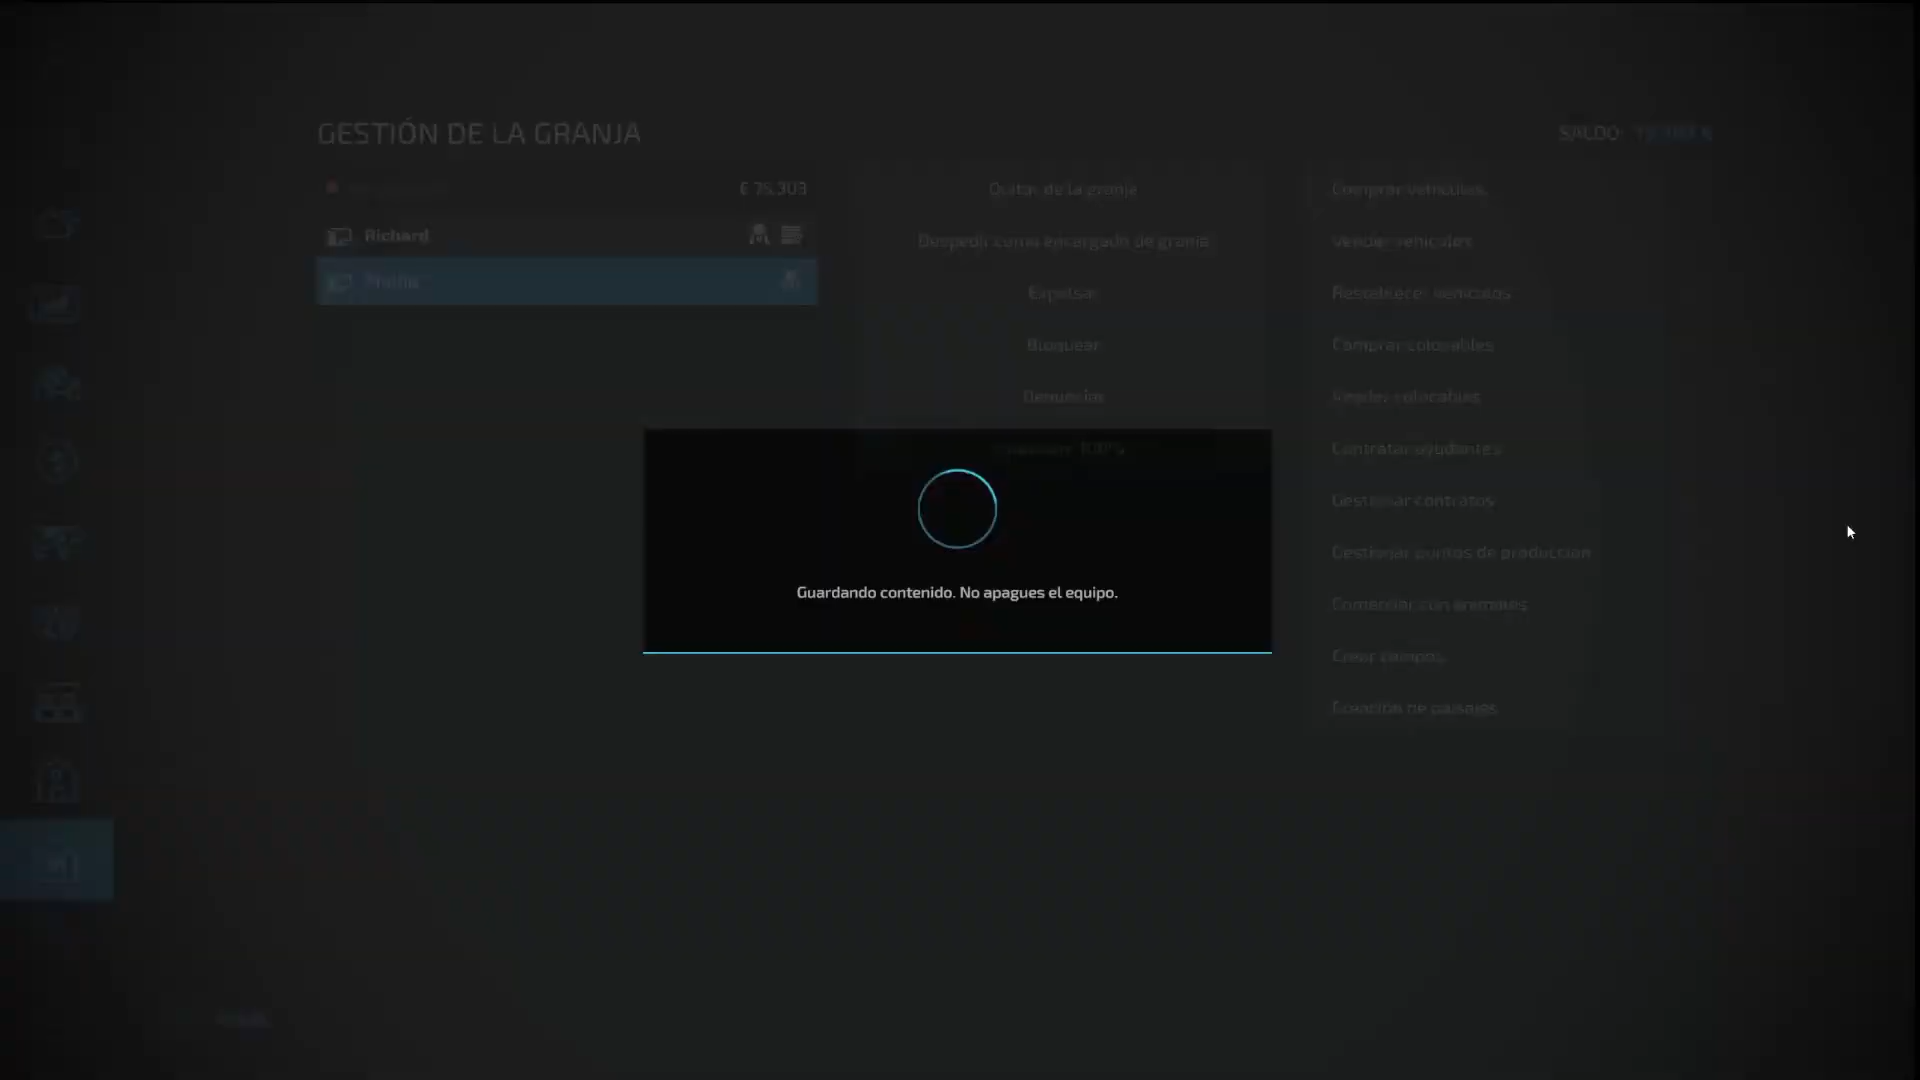 GESTIÓN DE LA GRANJA
SALDO:
€ 75,303
Richard
Quitar de la granja
Despedir como encargado de granja
Expulsar
Bloquear
Denunciar
Comprar vehículos
Vender vehículos
Restablecer vehículos
Comprar colocables
Vender colocables
Contratar ayudantes
Gestionar contratos
Gestionar puntos de producción
Comerciar con animales
Crear campos
Creación de paisajes
Guardando contenido. No apagues el equipo.